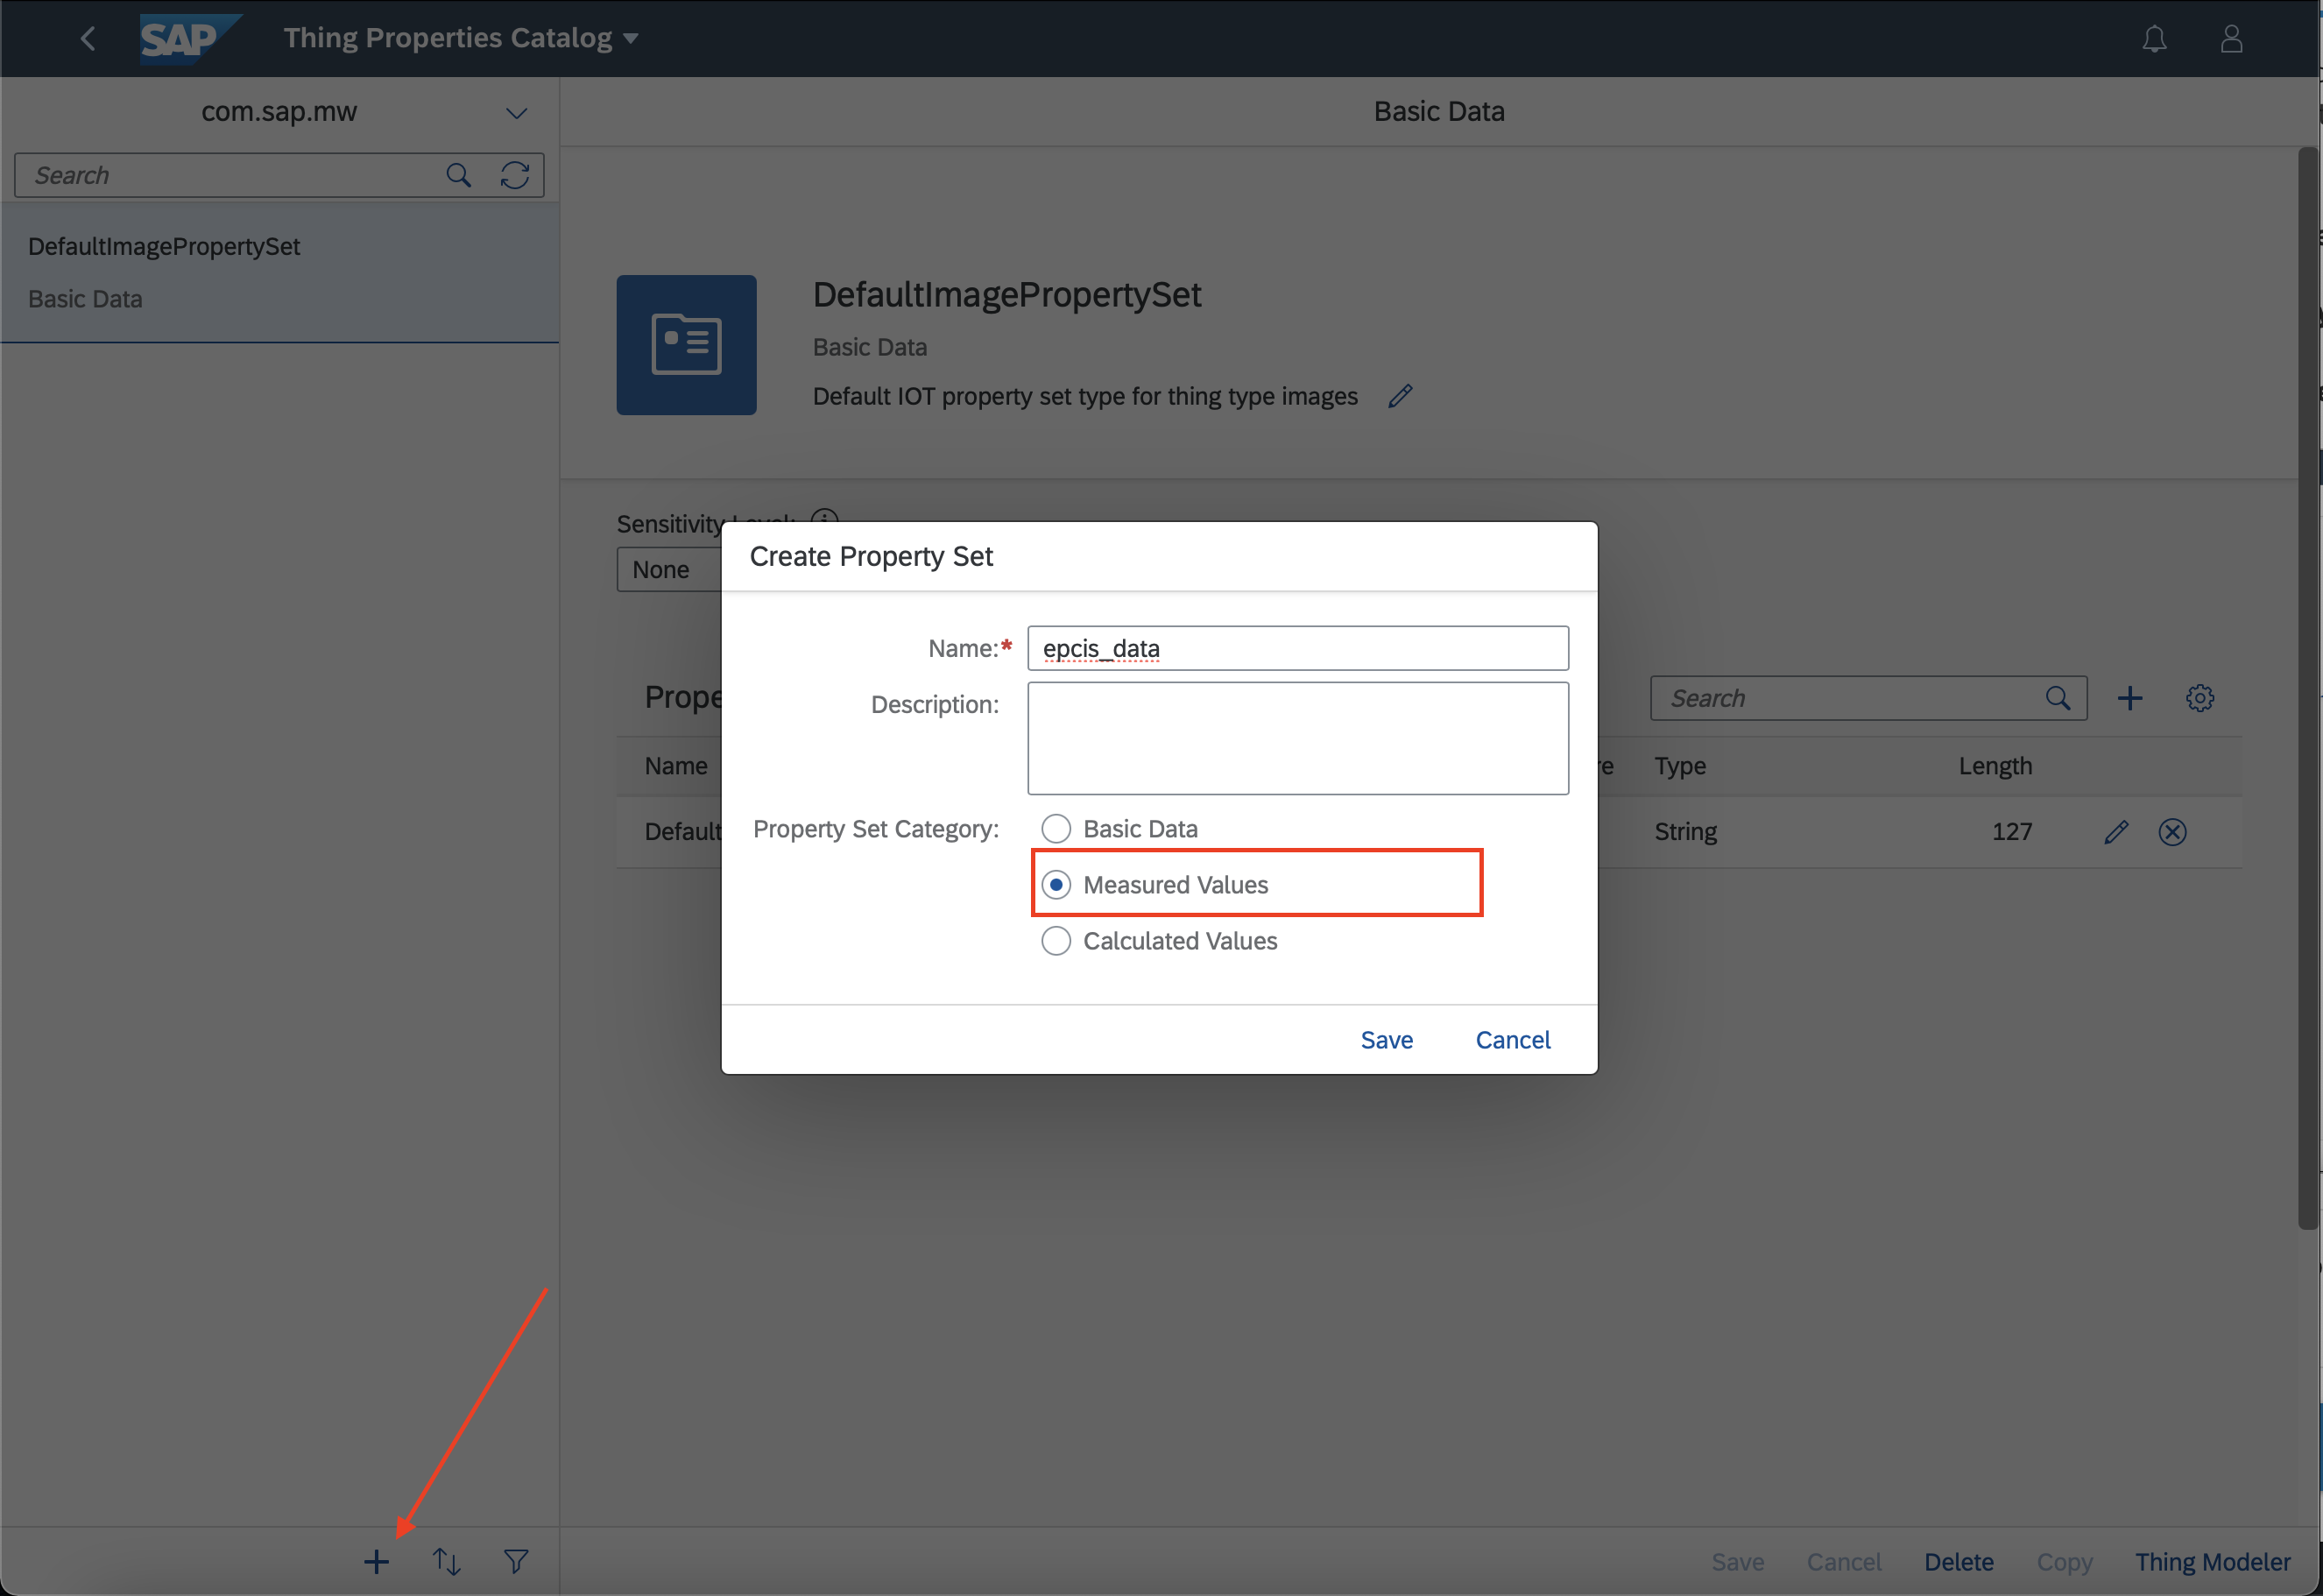 SAP Thing Properties Catalog
com.sap.mw
Search
DefaultImagePropertySet
Basic Data
Basic Data
DefaultImagePropertySet
Basic Data
Default IOT property set type for thing type images
Sensitivity Level:
None
Create Property Set
Name:*
epcis_data
Description:
Property Set Category:
Basic Data
Measured Values
Calculated Values
Save Cancel
Prope
Search
Name
Type
Length
Default
String
127
Save Cancel Delete Copy Thing Modeler